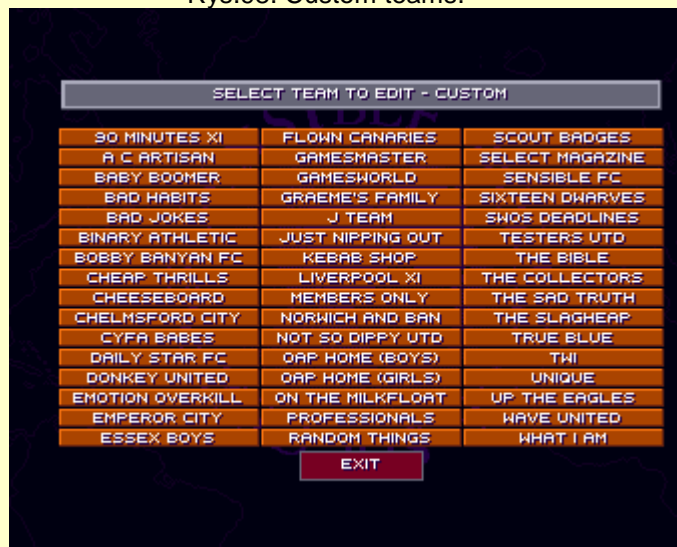 SELECT TEAM TO EDIT - CUSTOM
90 MINUTES XI FLOWN CANARIES SCOUT BADGES
A C ARTISAN GAMESMASTER SELECT MAGAZINE
BABY BOOMER GAMESWORLD SENSIBLE FC
BAD HABITS GRAEME'S FAMILY SIXTEEN DWARVES
BAD JOKES J TEAM SWOS DEADLINES
BINARY ATHLETIC JUST NIPPING OUT TESTERS UTD
BOBBY BANYAN FC KEBAB SHOP THE BIBLE
CHEAP THRILLS LIVERPOOL XI THE COLLECTORS
CHEESEBOARD MEMBERS ONLY THE SAD TRUTH
CHELMSFORD CITY NORWICH AND BAN THE SLAGHEAP
CYFA BABES NOT SO DIPPY UTD TRUE BLUE
DAILY STAR FC OAP HOME (BOYS) TWI
DONKEY UNITED OAP HOME (GIRLS) UNIQUE
EMOTION OVERKILL ON THE MILKFLOAT UP THE EAGLES
EMPEROR CITY PROFESSIONALS WAVE UNITED
ESSEX BOYS RANDOM THINGS WHAT I AM
EXIT